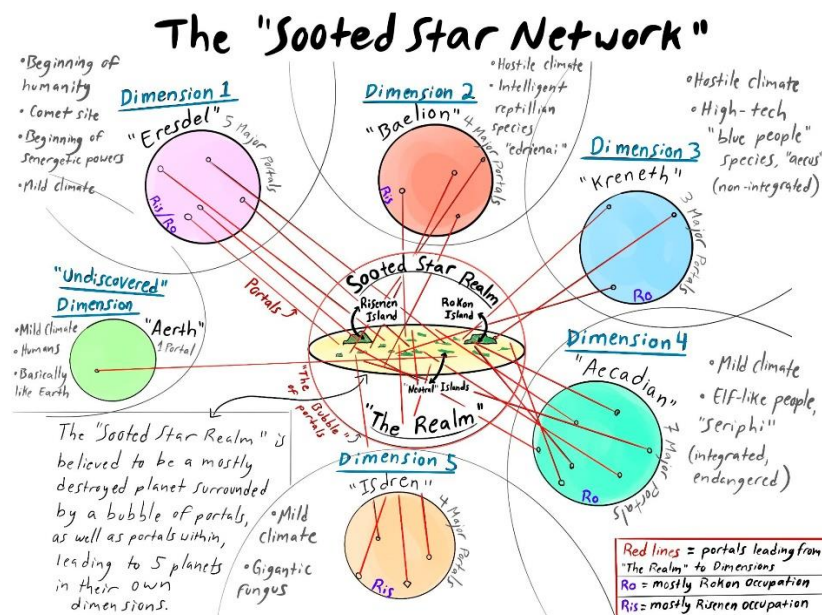 The "Sooted Star Network"
•Beginning of
humanity
• Comet site
• Beginning of
senergetic powers
• Mild climate
Dimension 1
"Eresdel"
5 Major Portals
Ris/Ro
Dimension 2
"Baelion"
4 Major Portals
Ris
•Hostile climate
• Intelligent
reptillian
species
"edrienai"
•Hostile climate
• High-tech
"blue people"
species, "aecus"
(non-integrated)
Dimension 3
"Kreneth"
3 Major Portals
Ro
"Undiscovered"
Dimension
"Aerth"
1 Portal
•Mild climate
• Humans
• Basically
like Earth
Portals
Sooted Star Realm
Risenen
Island
RoKon
Island
"Neutral" Islands
"The Realm"
"The Bubble"
of portals
Dimension 4
"Aecadian"
7 Major Portals
Ro
• Mild climate
• Elf-like people,
"Seriphi"
(integrated,
endangered)
The "Sooted Star Realm" is
believed to be a mostly
destroyed planet surrounded
by a bubble of portals,
as well as portals within,
leading to 5 planets
in their own
dimensions.
Dimension 5
"Isdren"
4 Major Portals
Ris
•Mild
climate
• Gigantic
fungus
Red lines = portals leading from
"The Realm" to Dimensions
Ro = mostly RoKon occupation
Ris = mostly Risenen occupation